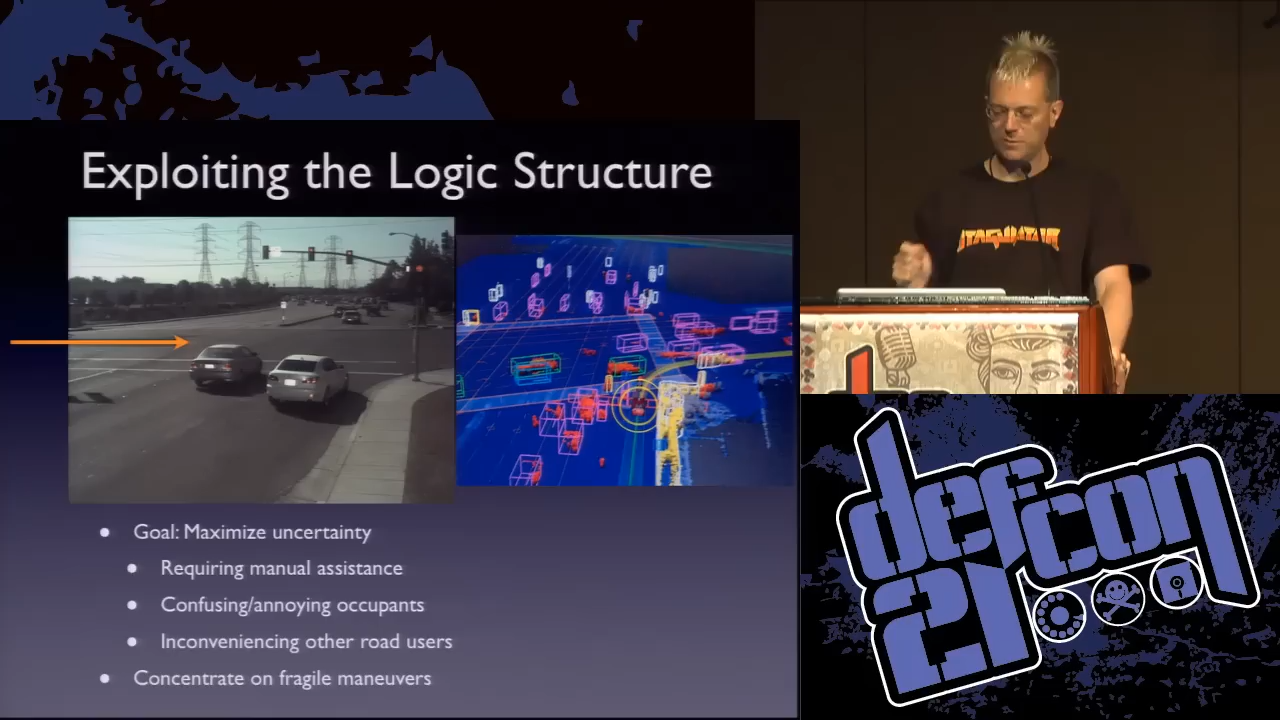 Exploiting the Logic Structure
Goal: Maximize uncertainty
Requiring manual assistance
Confusing/annoying occupants
Inconveniencing other road users
Concentrate on fragile maneuvers
defcon
21